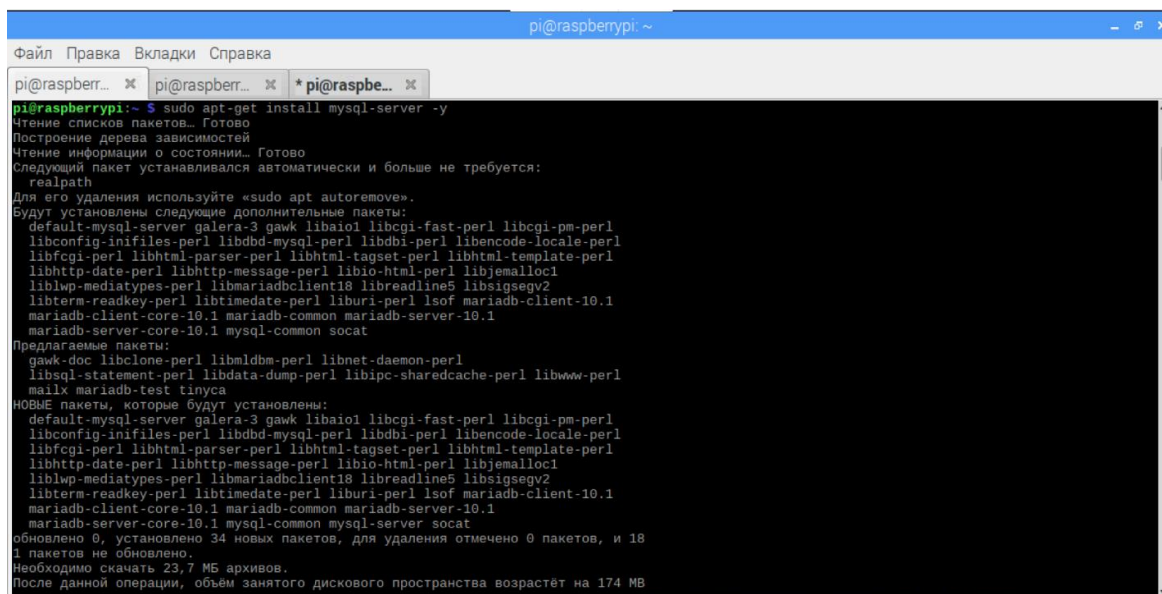 pi@raspberrypi: ~
Файл Правка Вкладки Справка
pi@raspberr... pi@raspberr... * pi@raspbe...
pi@raspberrypi:~ $ sudo apt-get install mysql-server -y
Чтение списков пакетов… Готово
Построение дерева зависимостей
Чтение информации о состоянии… Готово
Следующий пакет устанавливался автоматически и больше не требуется:
realpath
Для его удаления используйте «sudo apt autoremove».
Будут установлены следующие дополнительные пакеты:
default-mysql-server galera-3 gawk libaio1 libcgi-fast-perl libcgi-pm-perl
libconfig-inifiles-perl libdbd-mysql-perl libdbi-perl libencode-locale-perl
libfcgi-perl libhtml-parser-perl libhtml-tagset-perl libhtml-template-perl
libhttp-date-perl libhttp-message-perl libio-html-perl libjemalloc1
liblwp-mediatypes-perl libmariadbclient18 libreadline5 libsigsegv2
libterm-readkey-perl libtimedate-perl liburi-perl lsof mariadb-client-10.1
mariadb-client-core-10.1 mariadb-common mariadb-server-10.1
mariadb-server-core-10.1 mysql-common socat
Предлагаемые пакеты:
gawk-doc libclone-perl libmldbm-perl libnet-daemon-perl
libsql-statement-perl libdata-dump-perl libipc-sharedcache-perl libwww-perl
mailx mariadb-test tinyca
НОВЫЕ пакеты, которые будут установлены:
default-mysql-server galera-3 gawk libaio1 libcgi-fast-perl libcgi-pm-perl
libconfig-inifiles-perl libdbd-mysql-perl libdbi-perl libencode-locale-perl
libfcgi-perl libhtml-parser-perl libhtml-tagset-perl libhtml-template-perl
libhttp-date-perl libhttp-message-perl libio-html-perl libjemalloc1
liblwp-mediatypes-perl libmariadbclient18 libreadline5 libsigsegv2
libterm-readkey-perl libtimedate-perl liburi-perl lsof mariadb-client-10.1
mariadb-client-core-10.1 mariadb-common mariadb-server-10.1
mariadb-server-core-10.1 mysql-common mysql-server socat
обновлено 0, установлено 34 новых пакетов, для удаления отмечено 0 пакетов, и 18
1 пакетов не обновлено.
Необходимо скачать 23,7 МБ архивов.
После данной операции, объём занятого дискового пространства возрастёт на 174 MB